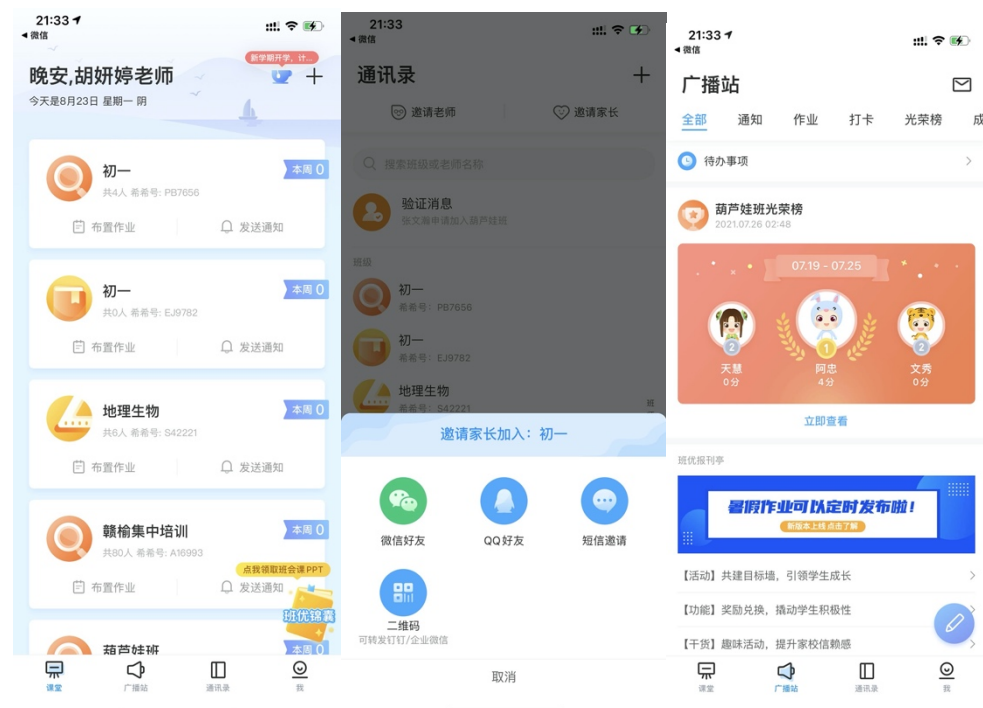 21:33
微信
新学期开学，计...
晚安,胡妍婷老师
今天是8月23日 星期一 阴
初一
本周 0
共4人 希希号: PB7656
布置作业
发送通知
初一
本周 0
共0人 希希号: EJ9782
布置作业
发送通知
地理生物
本周 0
共6人 希希号: S42221
布置作业
发送通知
赣榆集中培训
本周 0
共80人 希希号: A16993
点我领取班会课PPT
布置作业
发送通知
班优锦囊
葫芦娃班
本周 0
课堂
广播站
通讯录
我
21:33
微信
通讯录
邀请老师
邀请家长
搜索班级或老师名称
验证消息
张文瀚申请加入葫芦娃班
班级
初一
希希号: PB7656
初一
希希号: EJ9782
地理生物
希希号: S42221
班
邀请家长加入：初一
微信好友
QQ好友
短信邀请
二维码
可转发钉钉/企业微信
取消
21:33
微信
广播站
全部
通知
作业
打卡
光荣榜
成
待办事项
葫芦娃班光荣榜
2021.07.26 02:48
07.19 - 07.25
2
1
2
天慧
阿忠
文秀
0分
4分
0分
立即查看
班优报刊亭
暑假作业可以定时发布啦！
新版本上线 点击了解
【活动】共建目标墙，引领学生成长
【功能】奖励兑换，撬动学生积极性
【干货】趣味活动，提升家校信赖感
课堂
广播站
通讯录
我